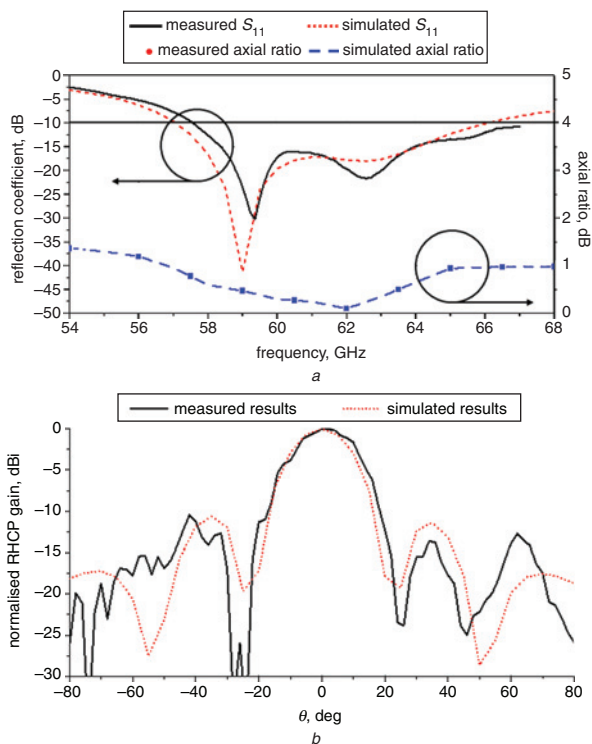 measured S11 simulated S11
measured axial ratio simulated axial ratio
0
–5
–10
–15
–20
–25
–30
–35
–40
–45
–50
reflection coefficient, dB
5
4
3
2
1
0
axial ratio, dB
54 56 58 60 62 64 66 68
frequency, GHz
a
measured results simulated results
0
–5
–10
–15
–20
–25
–30
normalised RHCP gain, dBi
–80 –60 –40 –20 0 20 40 60 80
θ, deg
b